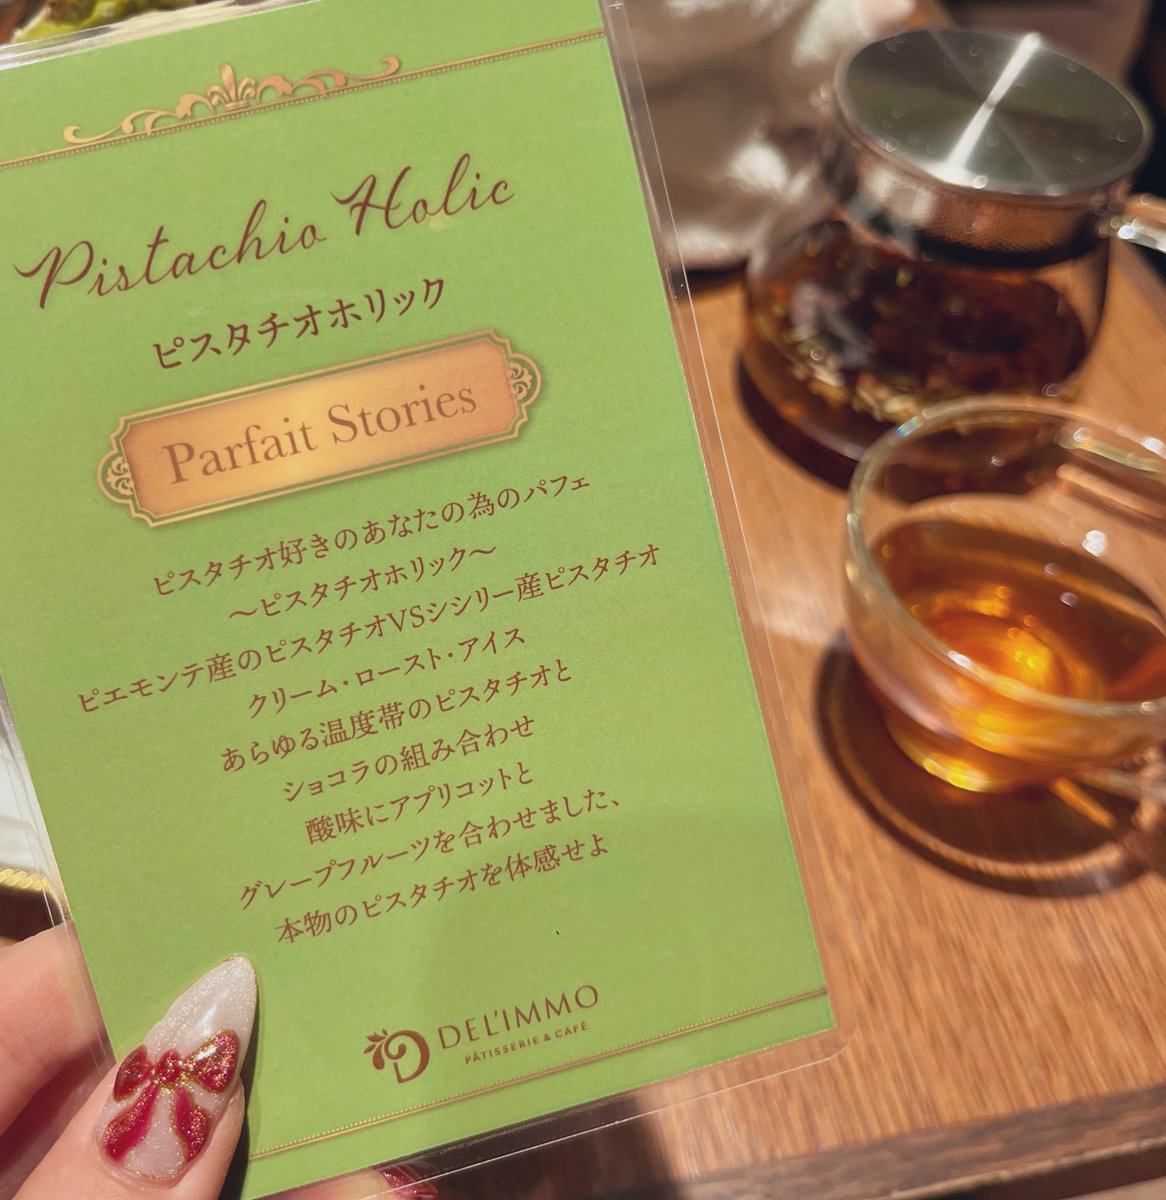 Pistachio Holic
ピスタチオホリック
Parfait Stories
ピスタチオ好きのあなたの為のパフェ
～ピスタチオホリック～
ピエモンテ産のピスタチオVSシシリー産ピスタチオ
クリーム・ロースト・アイス
あらゆる温度帯のピスタチオと
ショコラの組み合わせ
酸味にアプリコットと
グレープフルーツを合わせました、
本物のピスタチオを体感せよ
DEL'IMMO
PÂTISSERIE & CAFÉ